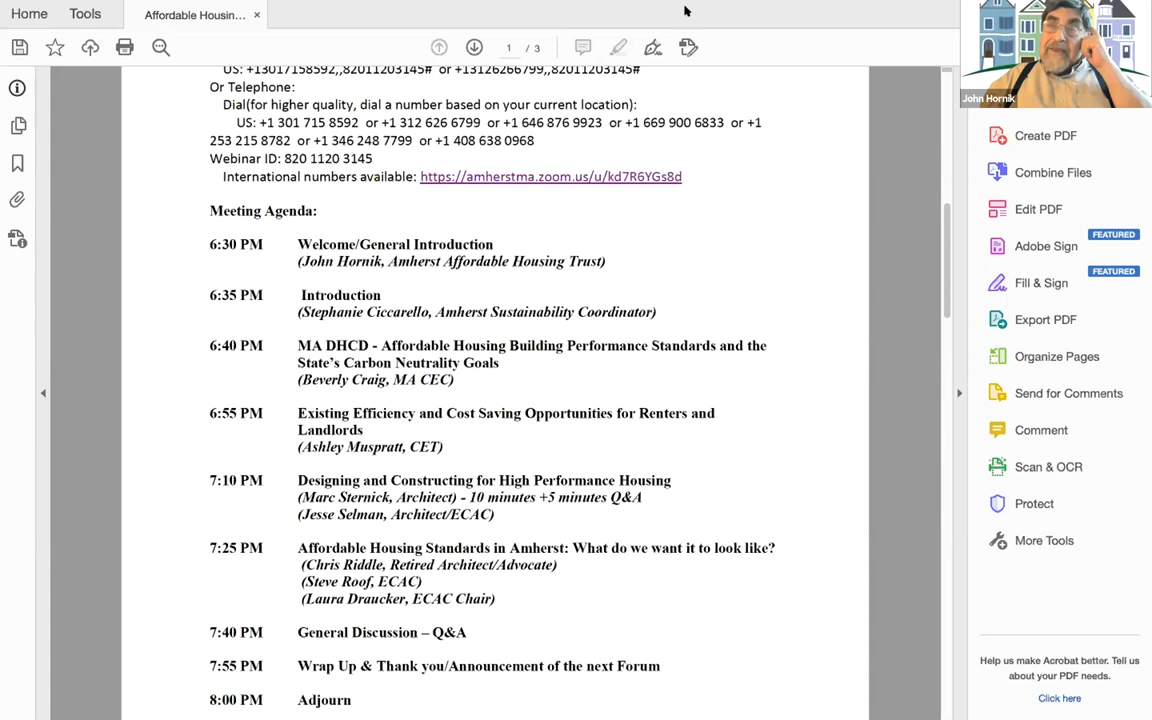 Home
Tools
Affordable Housin...
×
1 / 3
US: +13017158592,,82011203145# or +13126266799,,82011203145#
Or Telephone:
Dial(for higher quality, dial a number based on your current location):
US: +1 301 715 8592 or +1 312 626 6799 or +1 646 876 9923 or +1 669 900 6833 or +1
253 215 8782 or +1 346 248 7799 or +1 408 638 0968
Webinar ID: 820 1120 3145
International numbers available: https://amherstma.zoom.us/u/kd7R6YGs8d
Meeting Agenda:
6:30 PM Welcome/General Introduction
(John Hornik, Amherst Affordable Housing Trust)
6:35 PM Introduction
(Stephanie Ciccarello, Amherst Sustainability Coordinator)
6:40 PM MA DHCD - Affordable Housing Building Performance Standards and the
State's Carbon Neutrality Goals
(Beverly Craig, MA CEC)
6:55 PM Existing Efficiency and Cost Saving Opportunities for Renters and
Landlords
(Ashley Muspratt, CET)
7:10 PM Designing and Constructing for High Performance Housing
(Marc Sternick, Architect) - 10 minutes +5 minutes Q&A
(Jesse Selman, Architect/ECAC)
7:25 PM Affordable Housing Standards in Amherst: What do we want it to look like?
(Chris Riddle, Retired Architect/Advocate)
(Steve Roof, ECAC)
(Laura Draucker, ECAC Chair)
7:40 PM General Discussion – Q&A
7:55 PM Wrap Up & Thank you/Announcement of the next Forum
8:00 PM Adjourn
John Hornik
Create PDF
Combine Files
Edit PDF
FEATURED
Adobe Sign
FEATURED
Fill & Sign
Export PDF
Organize Pages
Send for Comments
Comment
Scan & OCR
Protect
More Tools
Help us make Acrobat better. Tell us
about your PDF needs.
Click here